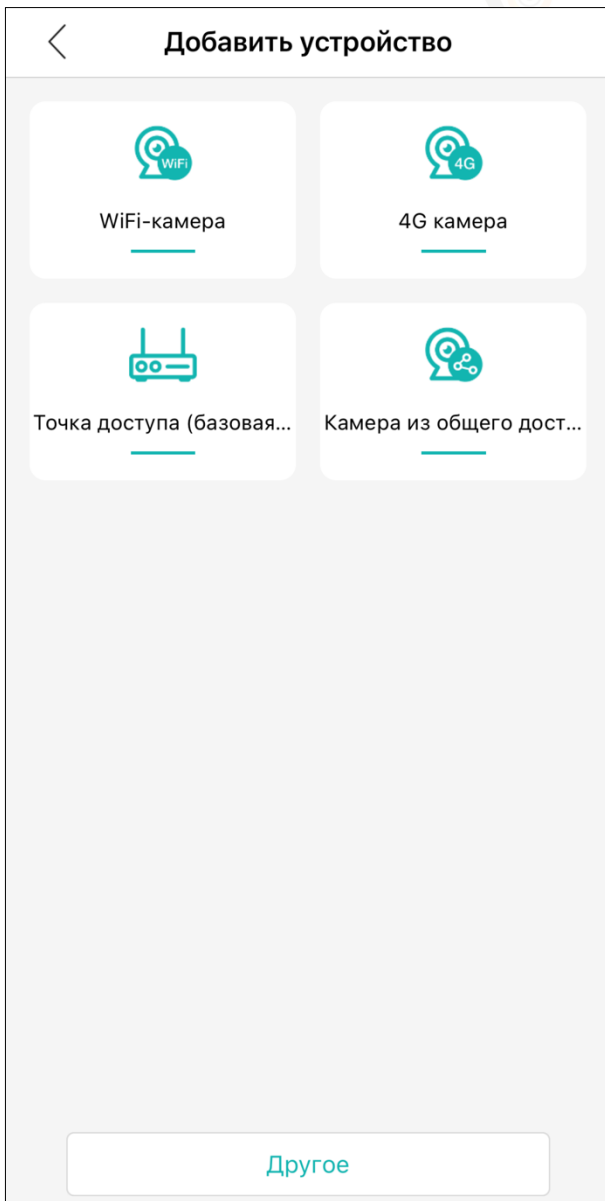 Добавить устройство
WiFi
4G
WiFi-камера
4G камера
Точка доступа (базовая...
Камера из общего дост...
Другое